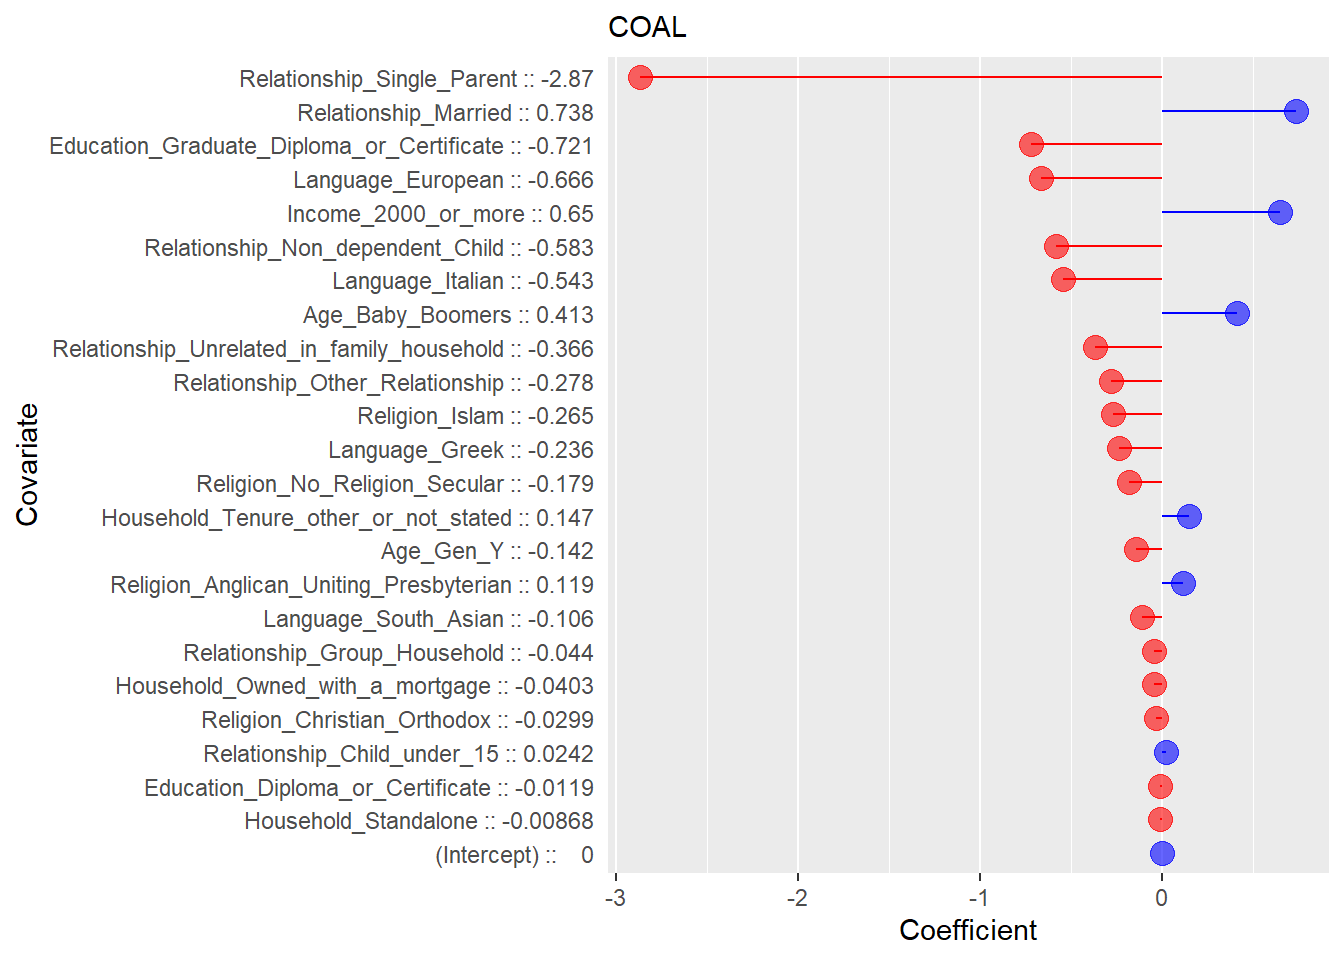 COAL
Relationship_Single_Parent :: -2.87
Relationship_Married :: 0.738
Education_Graduate_Diploma_or_Certificate :: -0.721
Language_European :: -0.666
Income_2000_or_more :: 0.65
Relationship_Non_dependent_Child :: -0.583
Language_Italian :: -0.543
Age_Baby_Boomers :: 0.413
Relationship_Unrelated_in_family_household :: -0.366
Relationship_Other_Relationship :: -0.278
Religion_Islam :: -0.265
Language_Greek :: -0.236
Religion_No_Religion_Secular :: -0.179
Household_Tenure_other_or_not_stated :: 0.147
Age_Gen_Y :: -0.142
Religion_Anglican_Uniting_Presbyterian :: 0.119
Language_South_Asian :: -0.106
Relationship_Group_Household :: -0.044
Household_Owned_with_a_mortgage :: -0.0403
Religion_Christian_Orthodox :: -0.0299
Relationship_Child_under_15 :: 0.0242
Education_Diploma_or_Certificate :: -0.0119
Household_Standalone :: -0.00868
(Intercept) :: 0
Covariate
-3 -2 -1 0
Coefficient